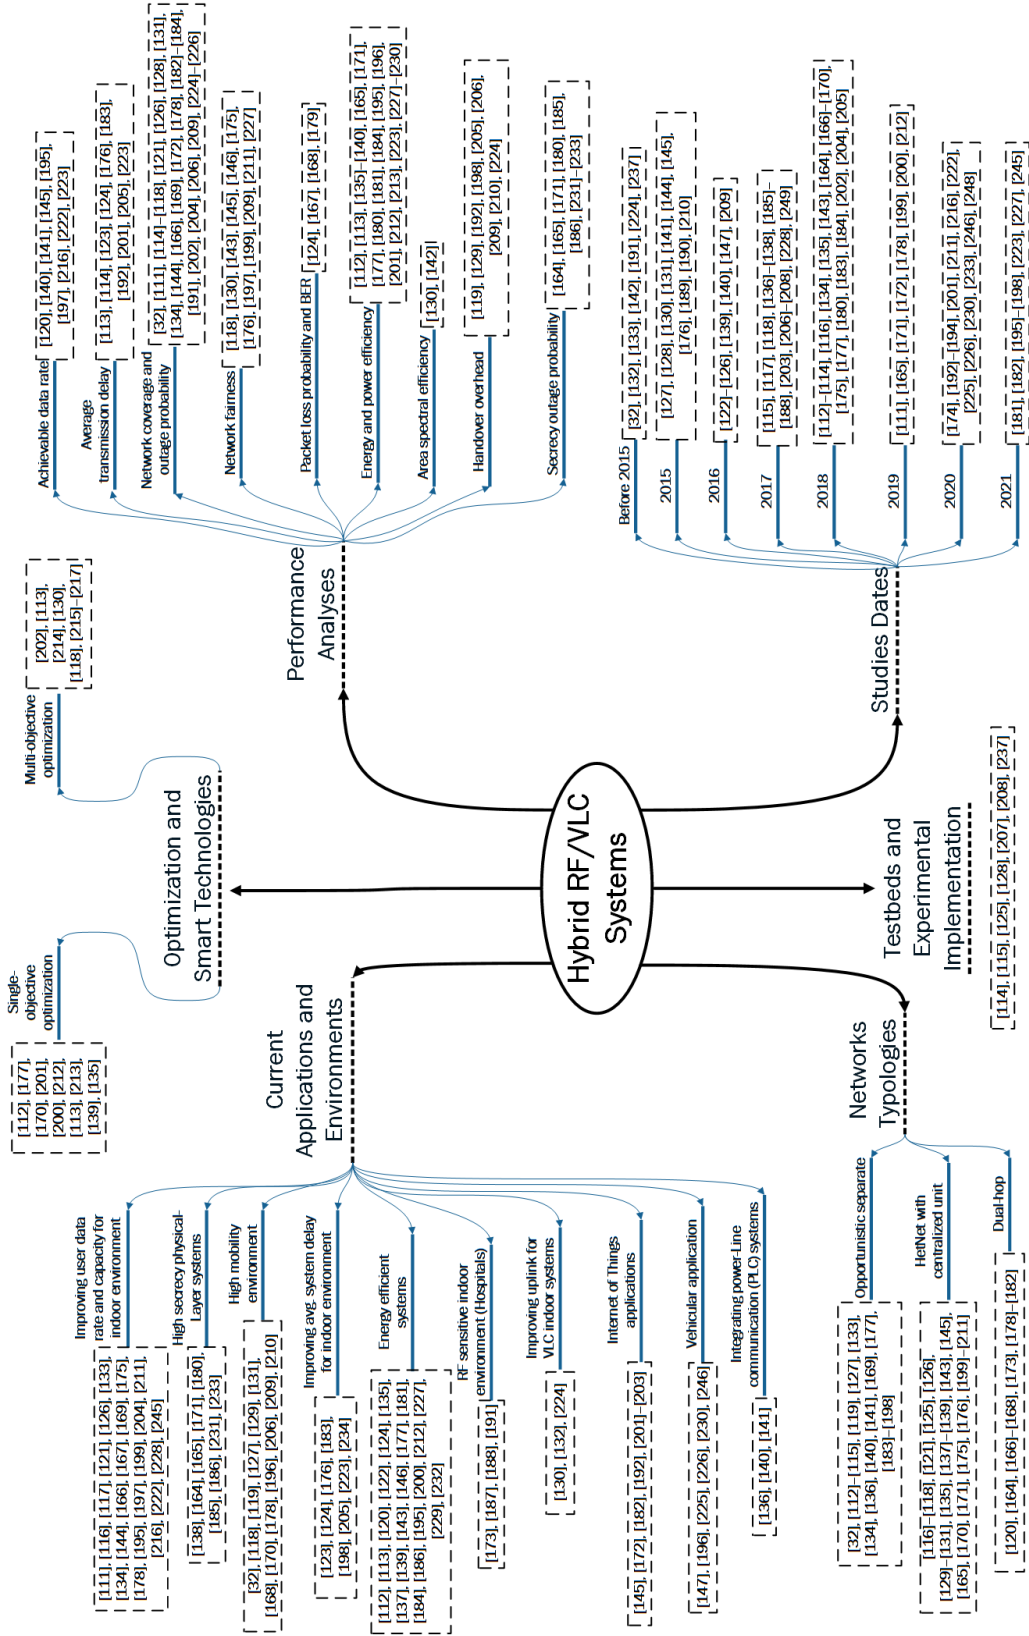 Hybrid RF/VLC
Systems
Current
Applications and
Environments
Improving user data
rate and capacity for
indoor environment
[111], [116], [117], [121], [126], [133],
[134], [144], [166], [167], [169], [175],
[178], [195], [197], [199], [204], [211],
[216], [222], [228], [245]
High secrecy physical-
Layer systems
[138], [164], [165], [171], [180],
[185], [186], [231], [233]
High mobility
environment
[32], [118], [119], [127], [129], [131],
[168], [170], [178], [196], [206], [209], [210]
Improving avg. system delay
for indoor environment
[123], [124], [176], [183],
[198], [205], [223], [234]
Energy efficient
systems
[112], [113], [120], [122], [124], [135],
[137], [139], [143], [146], [177], [181],
[184], [186], [195], [200], [212], [227],
[229], [232]
RF sensitive indoor
environment (Hospitals)
[173], [187], [188], [191]
Improving uplink for
VLC indoor systems
[130], [132], [224]
Internet of Things
applications
[145], [172], [182], [192], [201]–[203]
Vehicular application
[147], [196], [225], [226], [230], [246]
Integrating power-Line
communication (PLC) systems
[136], [140], [141]
Optimization and
Smart Technologies
Single-
objective
optimization
[112], [177],
[170], [201],
[200], [212],
[113], [213],
[139], [135]
Multi-objective
optimization
[202], [113],
[214], [130],
[118], [215]–[217]
Performance
Analyses
Achievable data rate
[120], [140], [141], [145], [195],
[197], [216], [222], [223]
Average
transmission delay
[113], [114], [123], [124], [176], [183],
[192], [201], [205], [223]
Network coverage and
outage probability
[32], [111], [114]–[118], [121], [126], [128], [131],
[134], [144], [166], [169], [172], [178], [182]–[184],
[191], [202], [204], [206], [209], [224]–[226]
Network fairness
[118], [130], [143], [145], [146], [175],
[176], [197], [199], [209], [211], [227]
Packet loss probability and BER
[124], [167], [168], [179]
Energy and power efficiency
[112], [113], [135]–[140], [165], [171],
[177], [180], [181], [184], [195], [196],
[201], [212], [213], [223], [227]–[230]
Area spectral efficiency
[130], [142]
Handover overhead
[119], [129], [192], [198], [205], [206],
[209], [210], [224]
Secrecy outage probability
[164], [165], [171], [180], [185],
[186], [231]–[233]
Networks
Typologies
Opportunistic separate
[32], [112]–[115], [119], [127], [133],
[134], [136], [140], [141], [169], [177],
[183]–[198]
HetNet with
centralized unit
[116]–[118], [121], [125], [126],
[129]–[131], [135], [137]–[139], [143], [145],
[165], [170], [171], [175], [176], [199]–[211]
Dual-hop
[120], [164], [166]–[168], [173], [178]–[182]
Testbeds and
Experimental
Implementation
[114], [115], [125], [128], [207], [208], [237]
Studies Dates
Before 2015
[32], [132], [133], [142], [191], [224], [237]
2015
[127], [128], [130], [131], [141], [144], [145],
[176], [189], [190], [210]
2016
[122]–[126], [139], [140], [147], [209]
2017
[115], [117], [118], [136]–[138], [185]–
[188], [203], [206]–[208], [228], [249]
2018
[112]–[114], [116], [134], [135], [143], [164], [166]–[170],
[175], [177], [180], [183], [184], [202], [204], [205]
2019
[111], [165], [171], [172], [178], [199], [200], [212]
2020
[174], [192]–[194], [201], [211], [216], [222],
[225], [226], [230], [233], [246], [248]
2021
[181], [182], [195]–[198], [223], [227], [245]